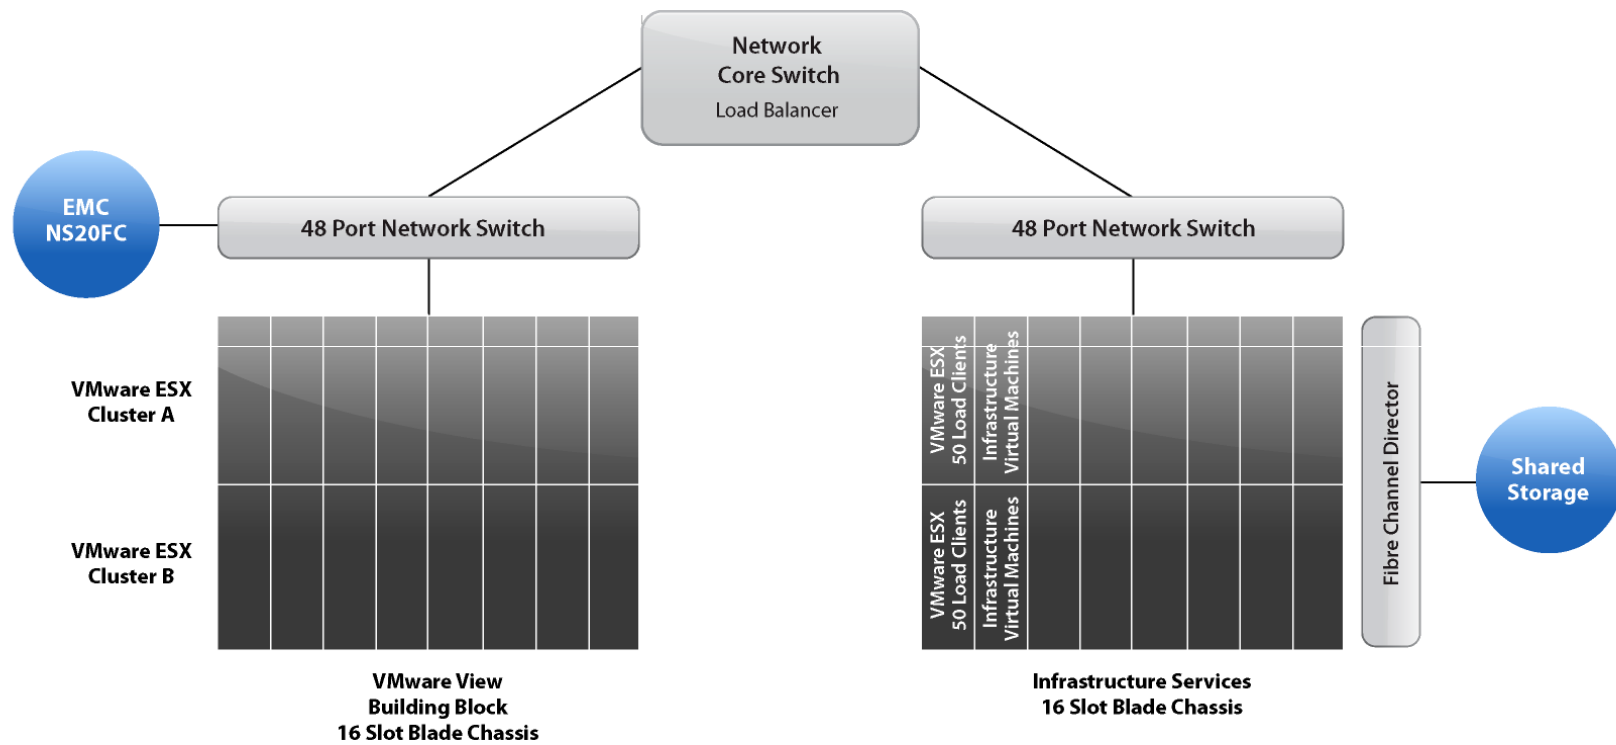 Network
Core Switch
Load Balancer
EMC
NS20FC
48 Port Network Switch
48 Port Network Switch
VMware ESX
Cluster A
VMware ESX
Cluster B
VMware ESX
50 Load Clients
Infrastructure
Virtual Machines
VMware ESX
50 Load Clients
Infrastructure
Virtual Machines
Fibre Channel Director
Shared
Storage
VMware View
Building Block
16 Slot Blade Chassis
Infrastructure Services
16 Slot Blade Chassis